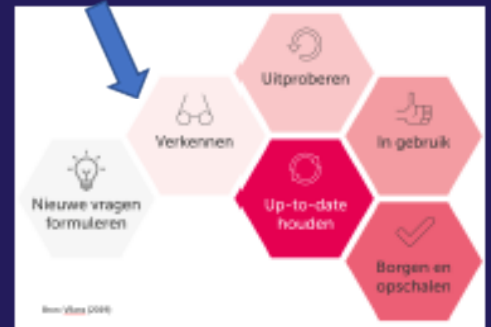 Uitproberen
Verkennen
In gebruik
Nieuwe vragen
formuleren
Up-to-date
houden
Borgen en
opschalen